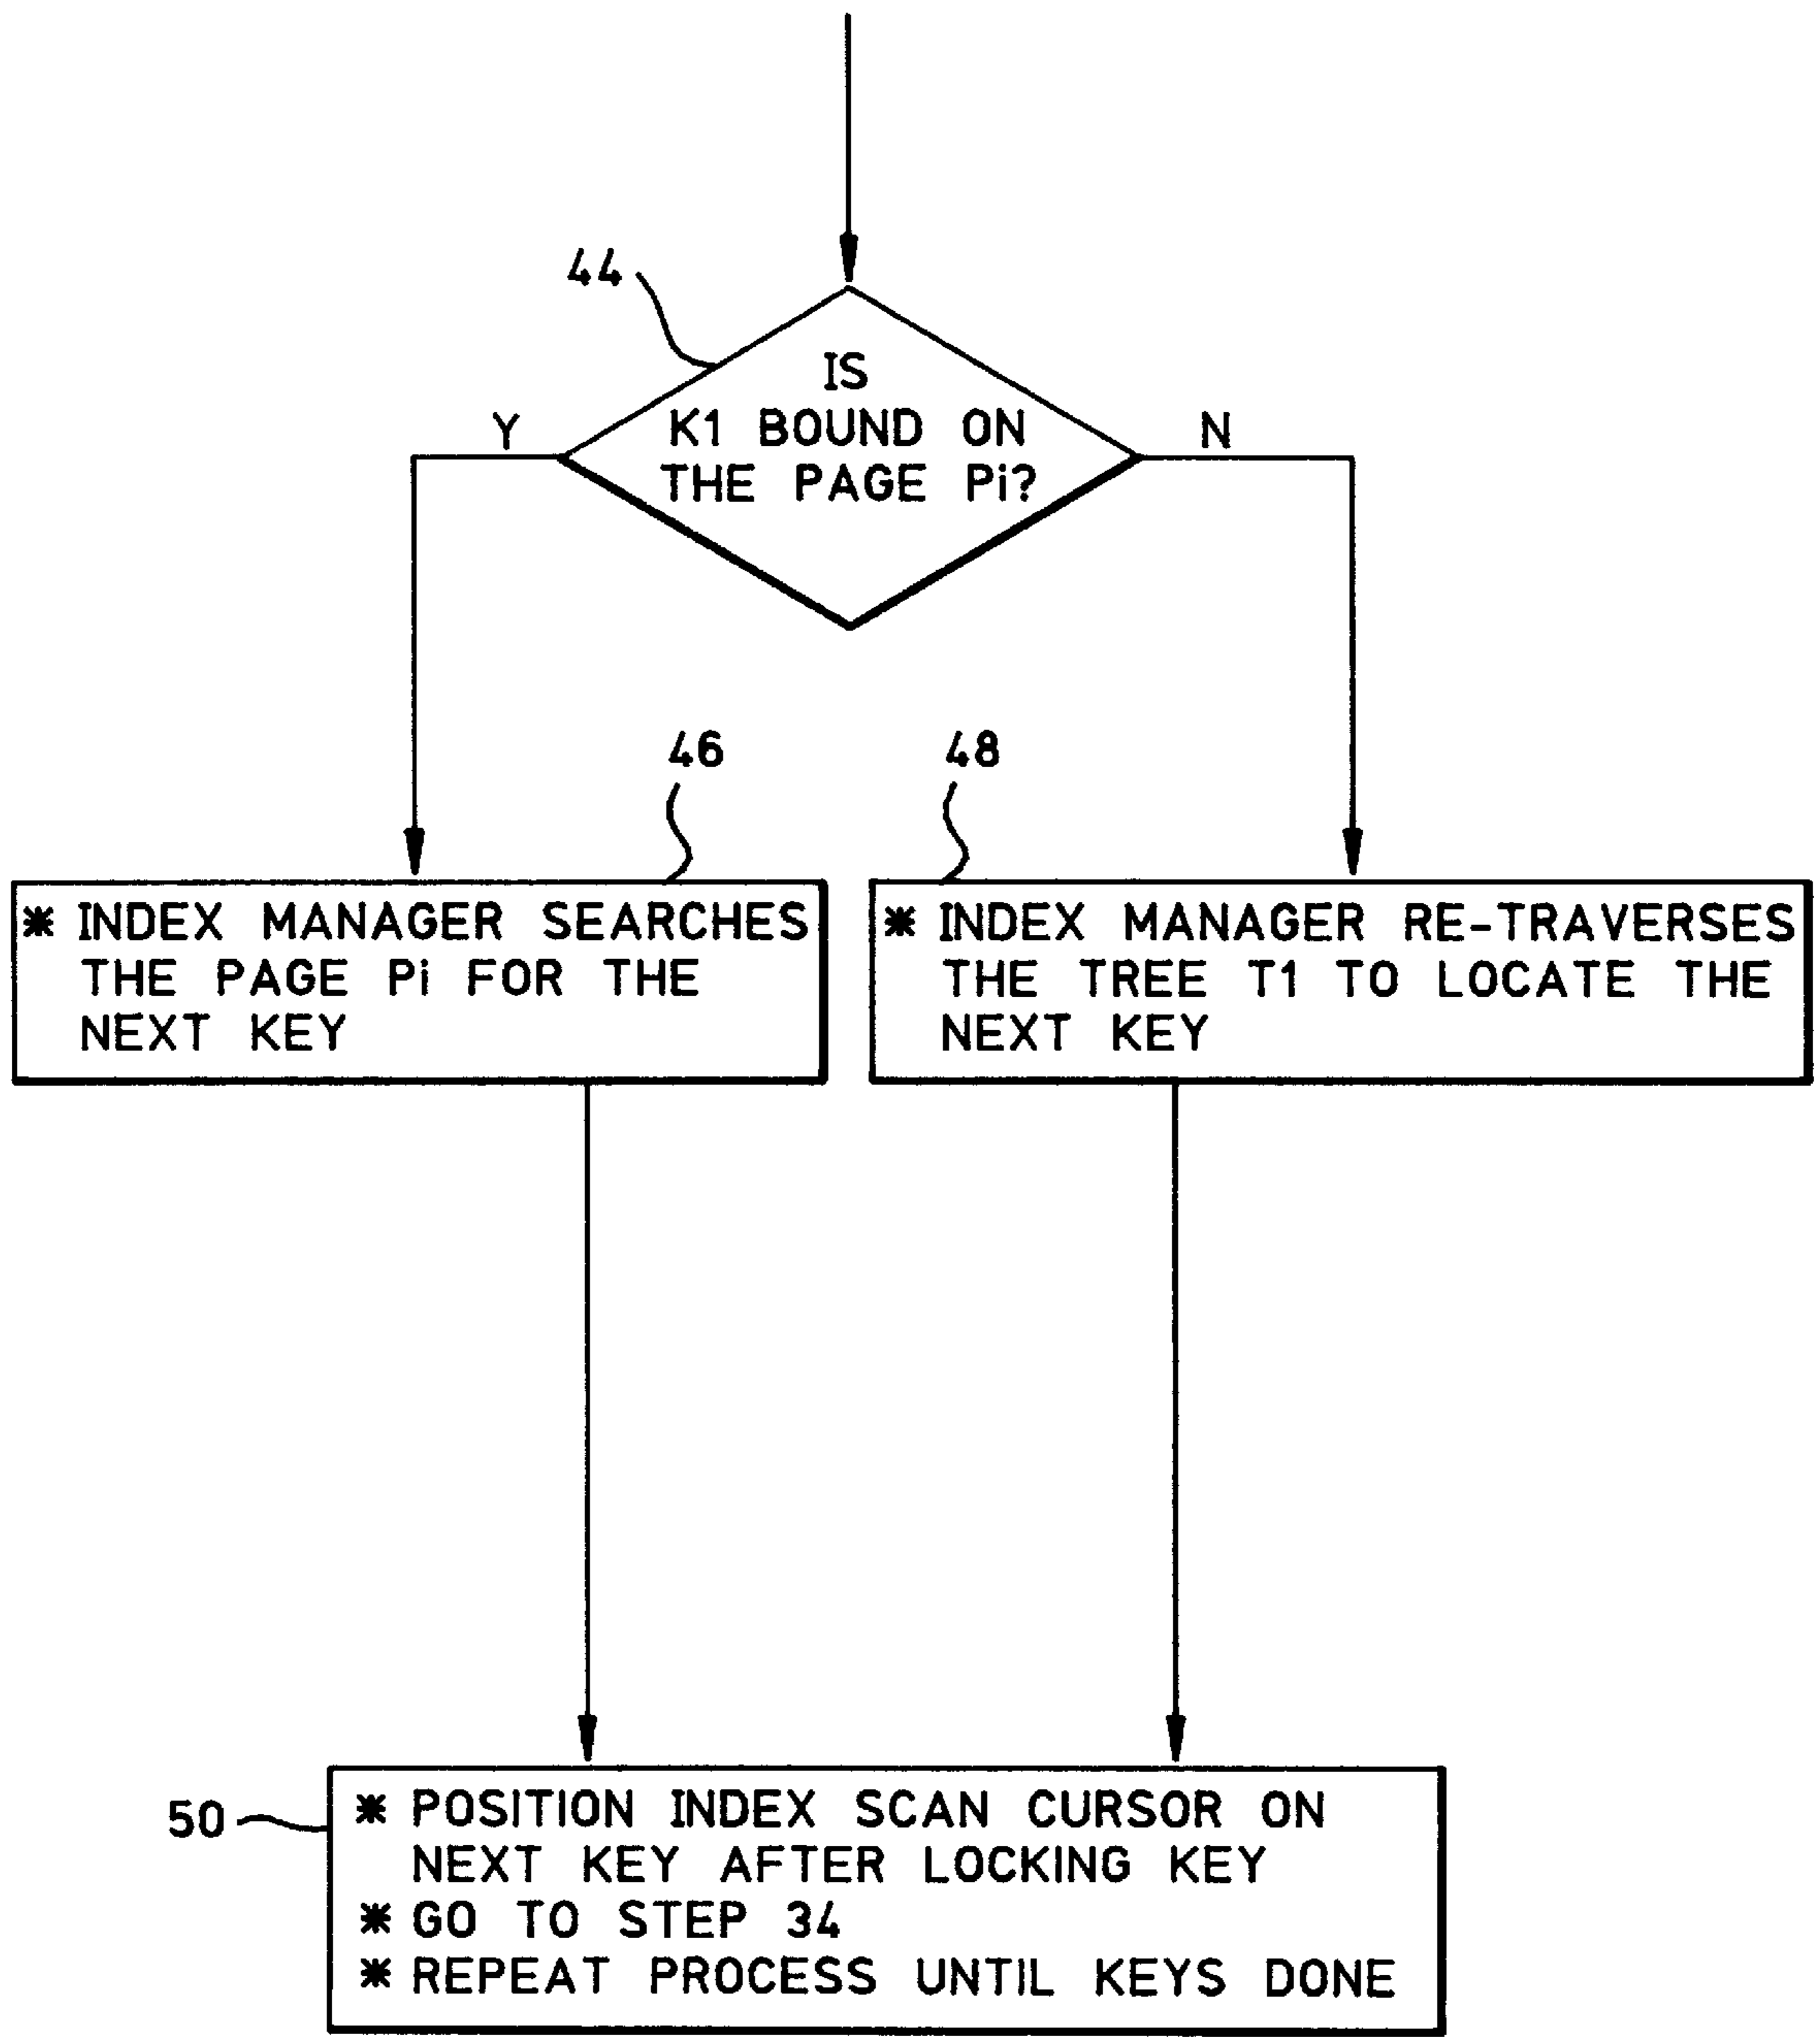 44
IS
K1 BOUND ON
THE PAGE Pi?
Y
N
46
48
* INDEX MANAGER SEARCHES
THE PAGE Pi FOR THE
NEXT KEY
* INDEX MANAGER RE-TRAVERSES
THE TREE T1 TO LOCATE THE
NEXT KEY
50
* POSITION INDEX SCAN CURSOR ON
NEXT KEY AFTER LOCKING KEY
* GO TO STEP 34
* REPEAT PROCESS UNTIL KEYS DONE